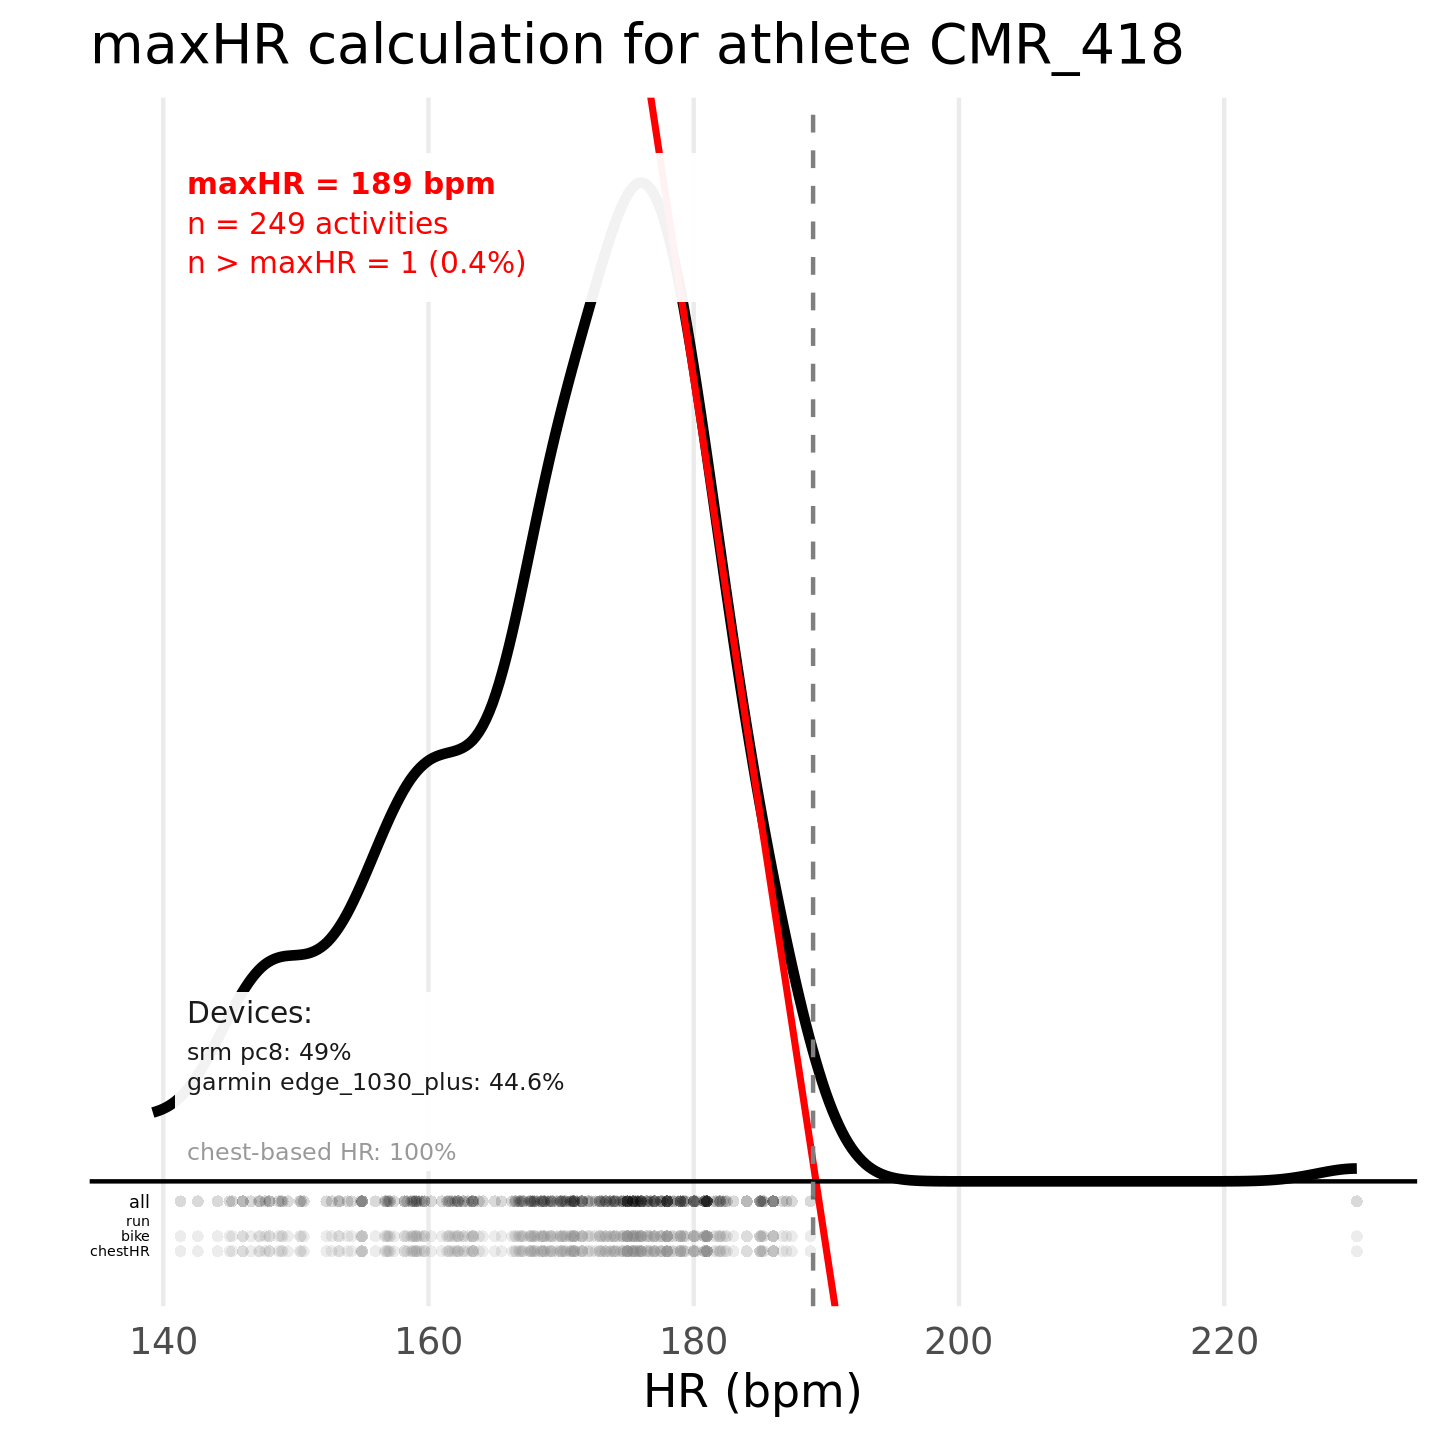 maxHR calculation for athlete CMR_418
maxHR = 189 bpm
n = 249 activities
n > maxHR = 1 (0.4%)
Devices:
srm pc8: 49%
garmin edge_1030_plus: 44.6%
chest-based HR: 100%
all
run
bike
chestHR
140 160 180 200 220
HR (bpm)